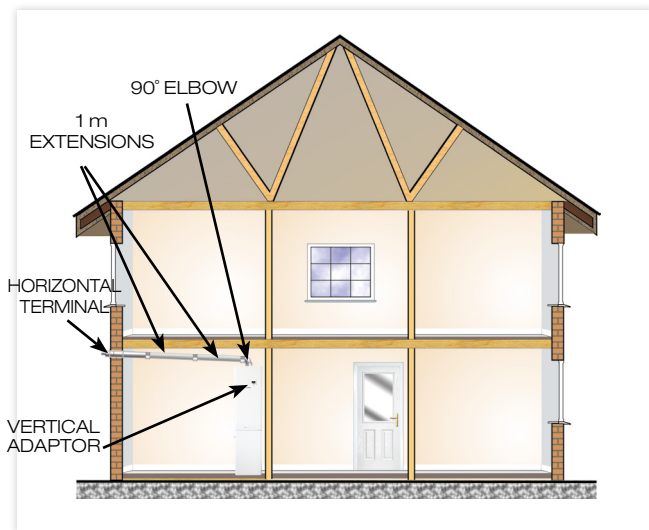 90° ELBOW
1 m
EXTENSIONS
HORIZONTAL
TERMINAL
VERTICAL
ADAPTOR